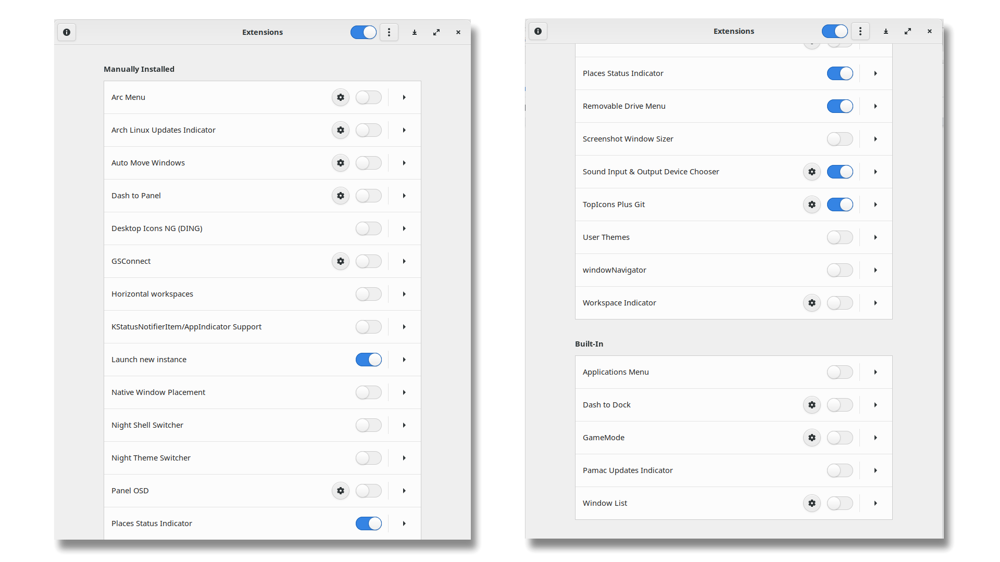 Extensions
Manually Installed
Arc Menu
Arch Linux Updates Indicator
Auto Move Windows
Dash to Panel
Desktop Icons NG (DING)
GSConnect
Horizontal workspaces
KStatusNotifierItem/AppIndicator Support
Launch new instance
Native Window Placement
Night Shell Switcher
Night Theme Switcher
Panel OSD
Places Status Indicator
Extensions
Places Status Indicator
Removable Drive Menu
Screenshot Window Sizer
Sound Input & Output Device Chooser
TopIcons Plus Git
User Themes
windowNavigator
Workspace Indicator
Built-In
Applications Menu
Dash to Dock
GameMode
Pamac Updates Indicator
Window List